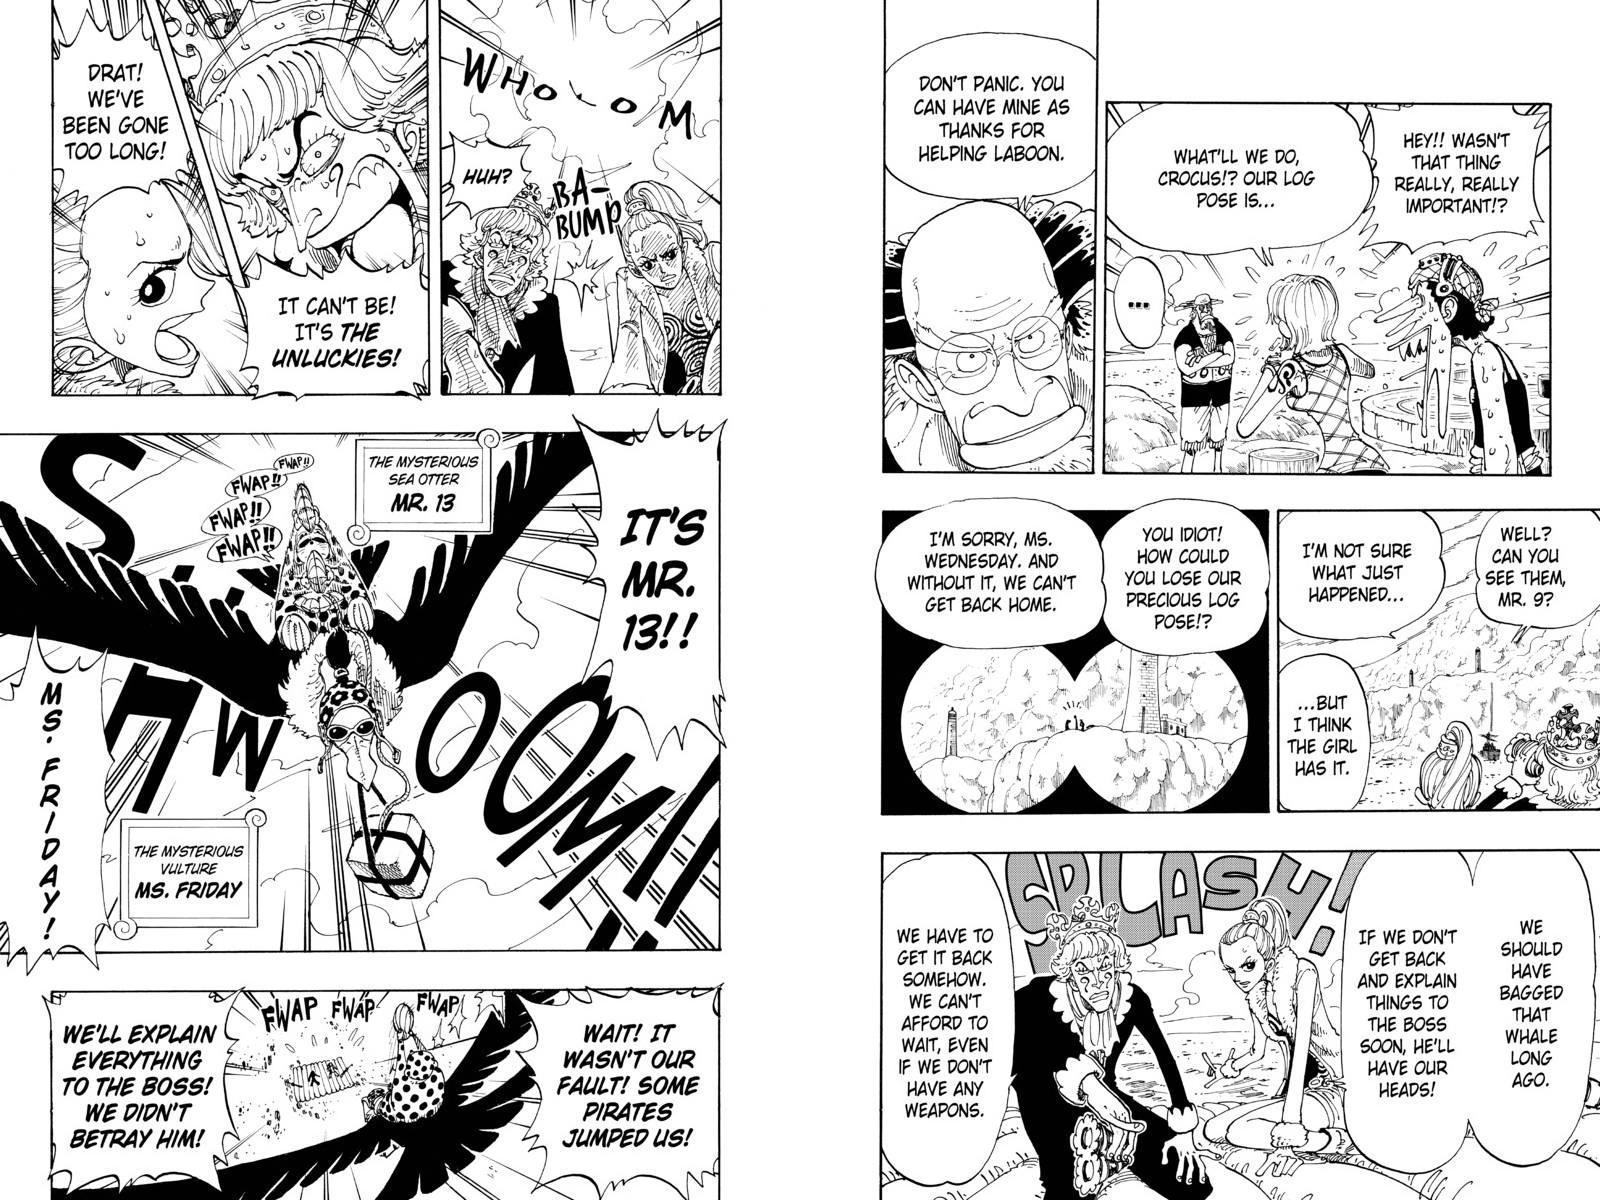 HEY!! WASN'T
THAT THING
REALLY, REALLY
IMPORTANT!?
WHAT'LL WE DO,
CROCUS!? OUR LOG
POSE IS...
...
DON'T PANIC. YOU
CAN HAVE MINE AS
THANKS FOR
HELPING LABOON.
WELL?
CAN YOU
SEE THEM,
MR. 9?
I'M NOT SURE
WHAT JUST
HAPPENED...
...BUT
I THINK
THE GIRL
HAS IT.
YOU IDIOT!
HOW COULD
YOU LOSE OUR
PRECIOUS LOG
POSE!?
I'M SORRY, MS.
WEDNESDAY. AND
WITHOUT IT, WE CAN'T
GET BACK HOME.
SPLASH!
WE
SHOULD
HAVE
BAGGED
THAT
WHALE
LONG
AGO.
IF WE DON'T
GET BACK
AND EXPLAIN
THINGS TO
THE BOSS
SOON, HE'LL
HAVE OUR
HEADS!
WE HAVE TO
GET IT BACK
SOMEHOW.
WE CAN'T
AFFORD TO
WAIT, EVEN
IF WE DON'T
HAVE ANY
WEAPONS.
WHO--OM
HUH?
BA-
BUMP
IT CAN'T BE!
IT'S THE
UNLUCKIES!
DRAT!
WE'VE
BEEN GONE
TOO LONG!
IT'S
MR.
13!!
THE MYSTERIOUS
SEA OTTER
MR. 13
FWAP!!
FWAP!!
FWAP!!
FWAP!!
SHWOOOM!!
MS. FRIDAY!
THE MYSTERIOUS
VULTURE
MS. FRIDAY
WAIT! IT
WASN'T OUR
FAULT! SOME
PIRATES
JUMPED US!
FWAP FWAP FWAP
WE'LL EXPLAIN
EVERYTHING
TO THE BOSS!
WE DIDN'T
BETRAY HIM!